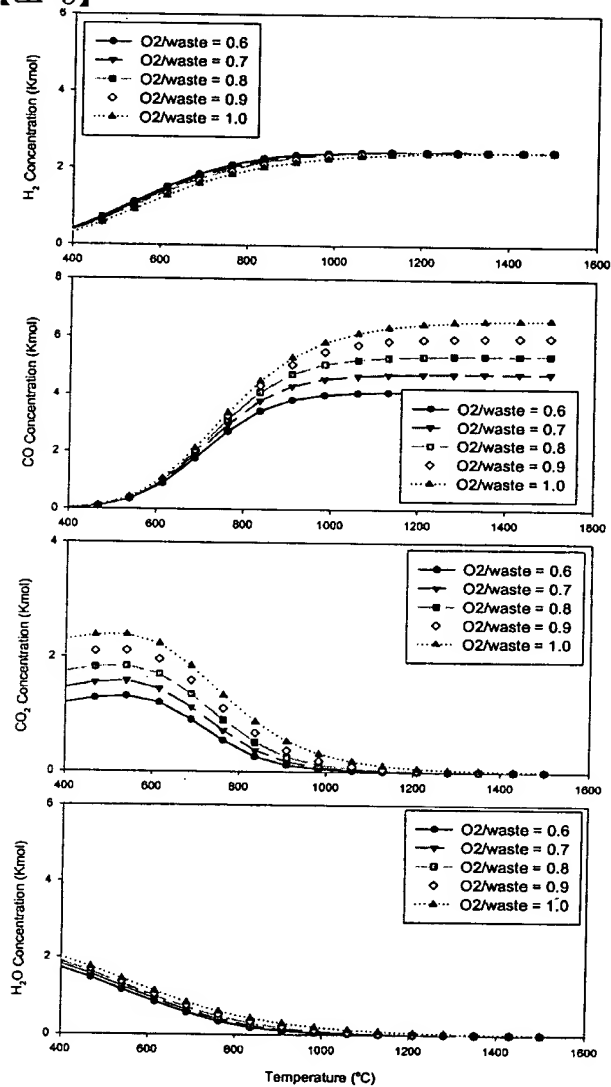 6
4
2
0
H₂ Concentration (Kmol)
O2/waste = 0.6
O2/waste = 0.7
O2/waste = 0.8
O2/waste = 0.9
O2/waste = 1.0
400 600 800 1000 1200 1400 1600
8
6
4
2
0
CO Concentration (Kmol)
O2/waste = 0.6
O2/waste = 0.7
O2/waste = 0.8
O2/waste = 0.9
O2/waste = 1.0
400 600 800 1000 1200 1400 1600
4
2
0
CO₂ Concentration (Kmol)
O2/waste = 0.6
O2/waste = 0.7
O2/waste = 0.8
O2/waste = 0.9
O2/waste = 1.0
400 600 800 1000 1200 1400 1600
6
4
2
0
H₂O Concentration (Kmol)
O2/waste = 0.6
O2/waste = 0.7
O2/waste = 0.8
O2/waste = 0.9
O2/waste = 1.0
400 600 800 1000 1200 1400 1600
Temperature (°C)